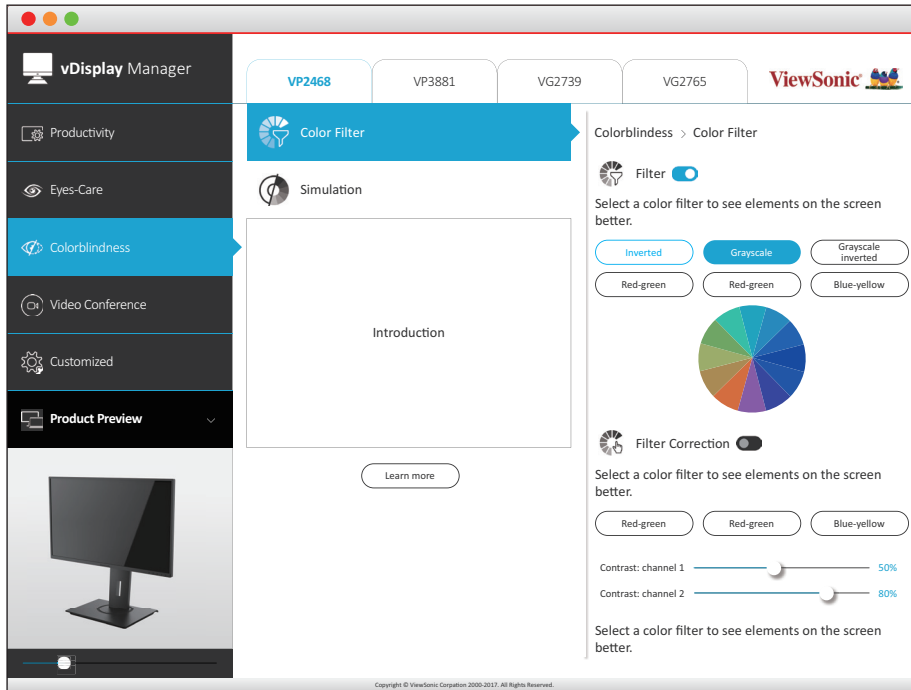 vDisplay Manager
VP2468
VP3881
VG2739
VG2765
ViewSonic
Productivity
Eyes-Care
Colorblindness
Video Conference
Customized
Product Preview
Color Filter
Simulation
Introduction
Learn more
Colorblindess > Color Filter
Filter
Select a color filter to see elements on the screen
better.
Inverted
Grayscale
Grayscale
inverted
Red-green
Red-green
Blue-yellow
Filter Correction
Select a color filter to see elements on the screen
better.
Red-green
Red-green
Blue-yellow
Contrast: channel 1
50%
Contrast: channel 2
80%
Select a color filter to see elements on the screen
better.
Copyright © ViewSonic Corpation 2000-2017. All Rights Reserved.